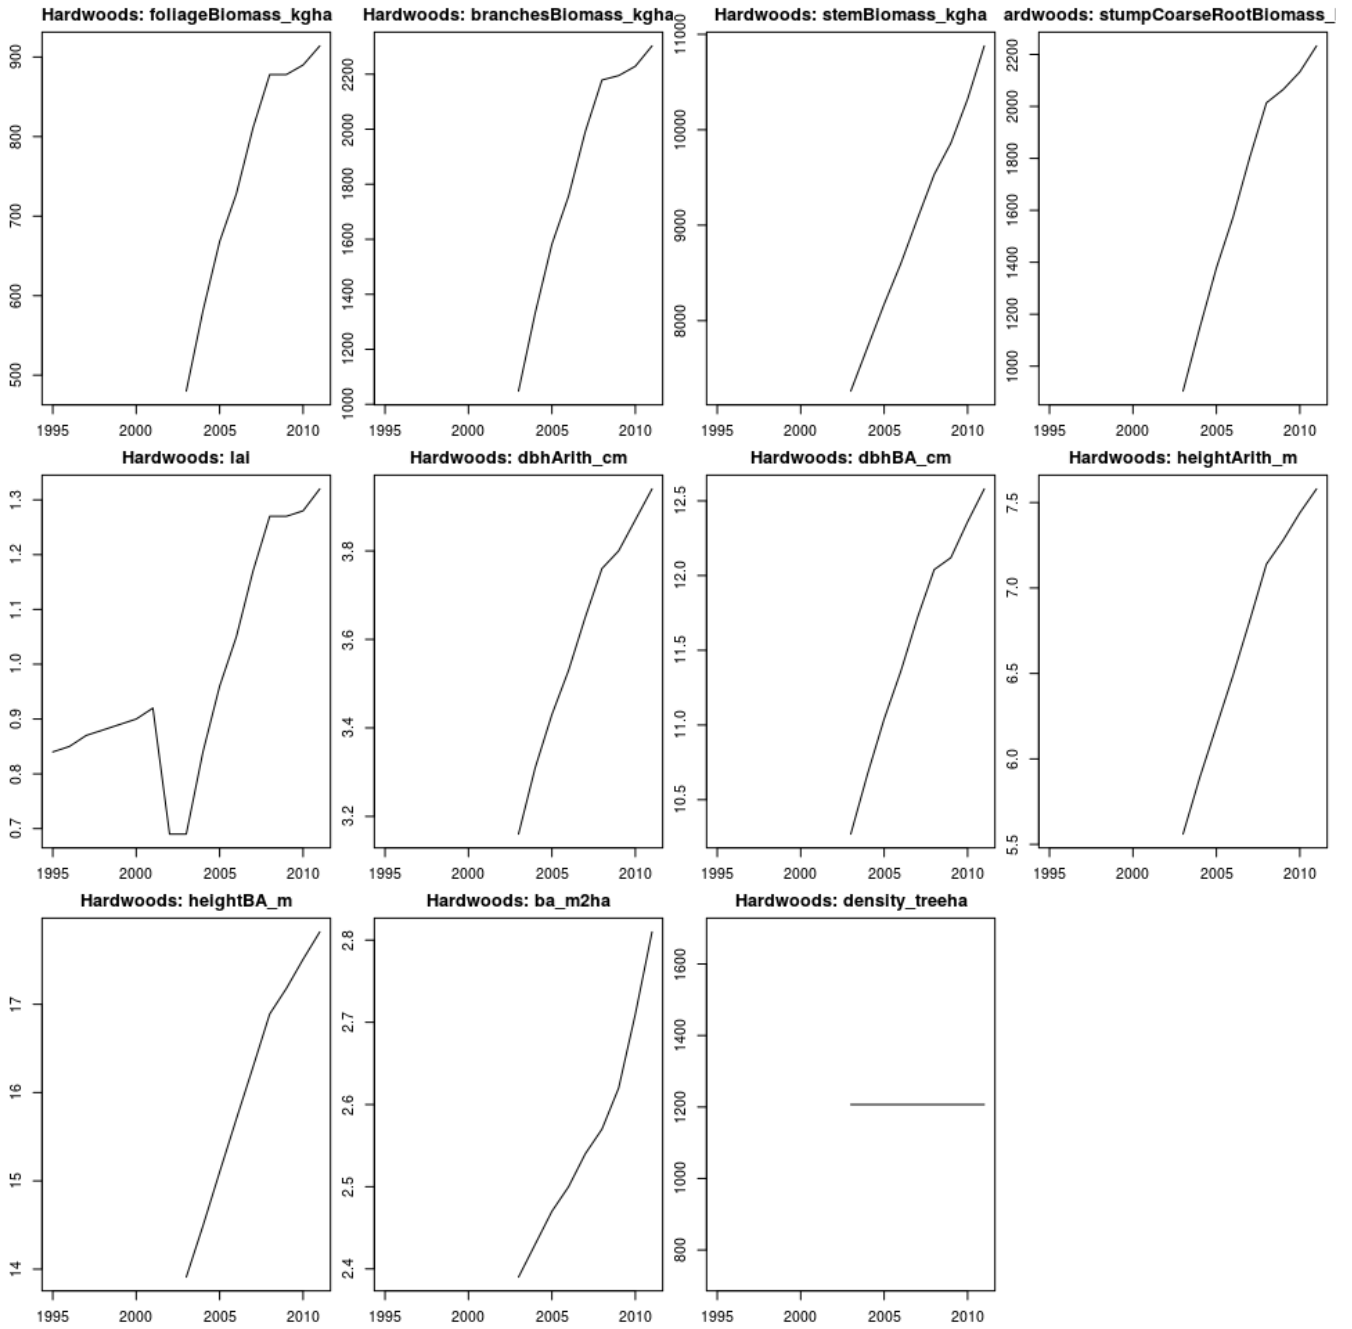 Hardwoods: foliageBiomass_kgha
900
800
700
600
500
1995 2000 2005 2010
Hardwoods: branchesBiomass_kgha
2200
2000
1800
1600
1400
1200
1000
1995 2000 2005 2010
Hardwoods: stemBiomass_kgha
11000
10000
9000
8000
1995 2000 2005 2010
ardwoods: stumpCoarseRootBiomass_
2200
2000
1800
1600
1400
1200
1000
1995 2000 2005 2010
Hardwoods: lai
1.3
1.2
1.1
1.0
0.9
0.8
0.7
1995 2000 2005 2010
Hardwoods: dbhArith_cm
3.8
3.6
3.4
3.2
1995 2000 2005 2010
Hardwoods: dbhBA_cm
12.5
12.0
11.5
11.0
10.5
1995 2000 2005 2010
Hardwoods: heightArith_m
7.5
7.0
6.5
6.0
5.5
1995 2000 2005 2010
Hardwoods: heightBA_m
17
16
15
14
1995 2000 2005 2010
Hardwoods: ba_m2ha
2.8
2.7
2.6
2.5
2.4
1995 2000 2005 2010
Hardwoods: density_treeha
1600
1400
1200
1000
800
1995 2000 2005 2010